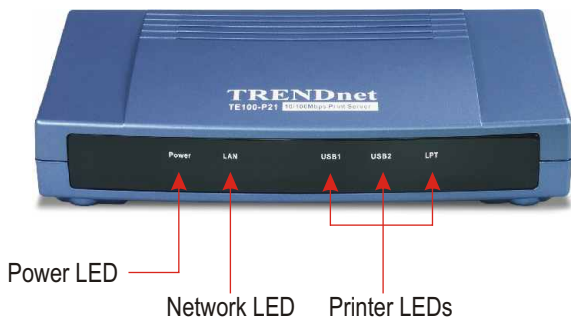 TRENDnet
TE100-P21 10/100Mbps Print Server
Power LAN USB1 USB2 LPT
Power LED
Network LED Printer LEDs